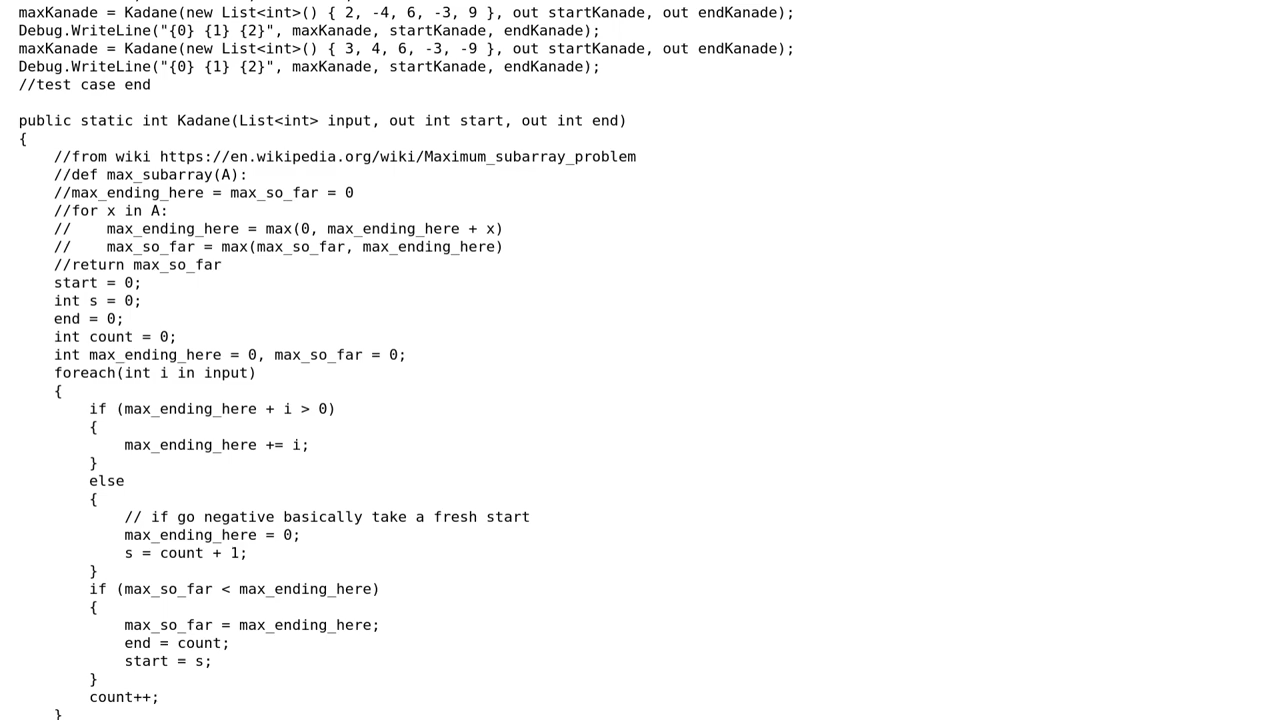 maxKanade = Kadane(new List<int>() { 2, -4, 6, -3, 9 }, out startKanade, out endKanade);
Debug.WriteLine("{0} {1} {2}", maxKanade, startKanade, endKanade);
maxKanade = Kadane(new List<int>() { 3, 4, 6, -3, -9 }, out startKanade, out endKanade);
Debug.WriteLine("{0} {1} {2}", maxKanade, startKanade, endKanade);
//test case end

public static int Kadane(List<int> input, out int start, out int end)
{
    //from wiki https://en.wikipedia.org/wiki/Maximum_subarray_problem
    //def max_subarray(A):
    //max_ending_here = max_so_far = 0
    //for x in A:
    //    max_ending_here = max(0, max_ending_here + x)
    //    max_so_far = max(max_so_far, max_ending_here)
    //return max_so_far
    start = 0;
    int s = 0;
    end = 0;
    int count = 0;
    int max_ending_here = 0, max_so_far = 0;
    foreach(int i in input)
    {
        if (max_ending_here + i > 0)
        {
            max_ending_here += i;
        }
        else
        {
            // if go negative basically take a fresh start
            max_ending_here = 0;
            s = count + 1;
        }
        if (max_so_far < max_ending_here)
        {
            max_so_far = max_ending_here;
            end = count;
            start = s;
        }
        count++;
    }